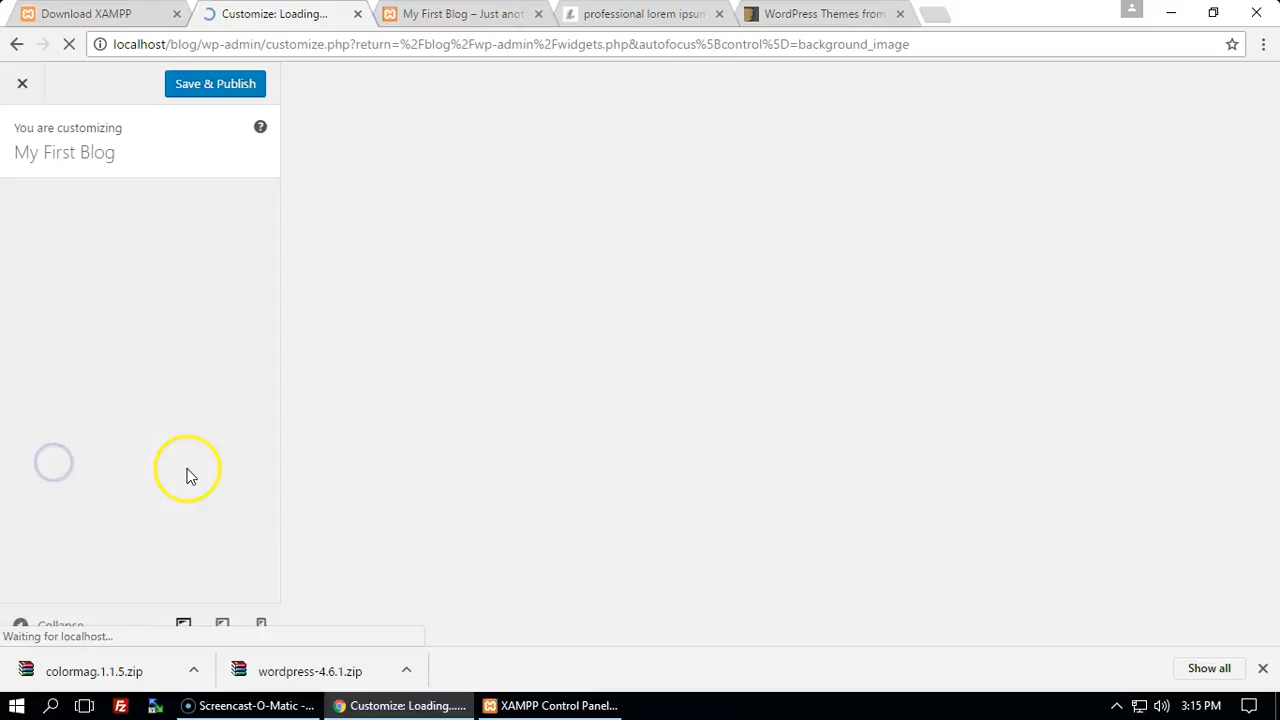 Download XAMPP
Customize: Loading...
My First Blog – Just anot
professional lorem ipsum
WordPress Themes from
localhost/blog/wp-admin/customize.php?return=%2Fblog%2Fwp-admin%2Fwidgets.php&autofocus%5Bcontrol%5D=background_image
Save & Publish
You are customizing
My First Blog
Collapse
Waiting for localhost...
colormag.1.1.5.zip
wordpress-4.6.1.zip
Show all
Screencast-O-Matic -...
Customize: Loading......
XAMPP Control Panel...
3:15 PM